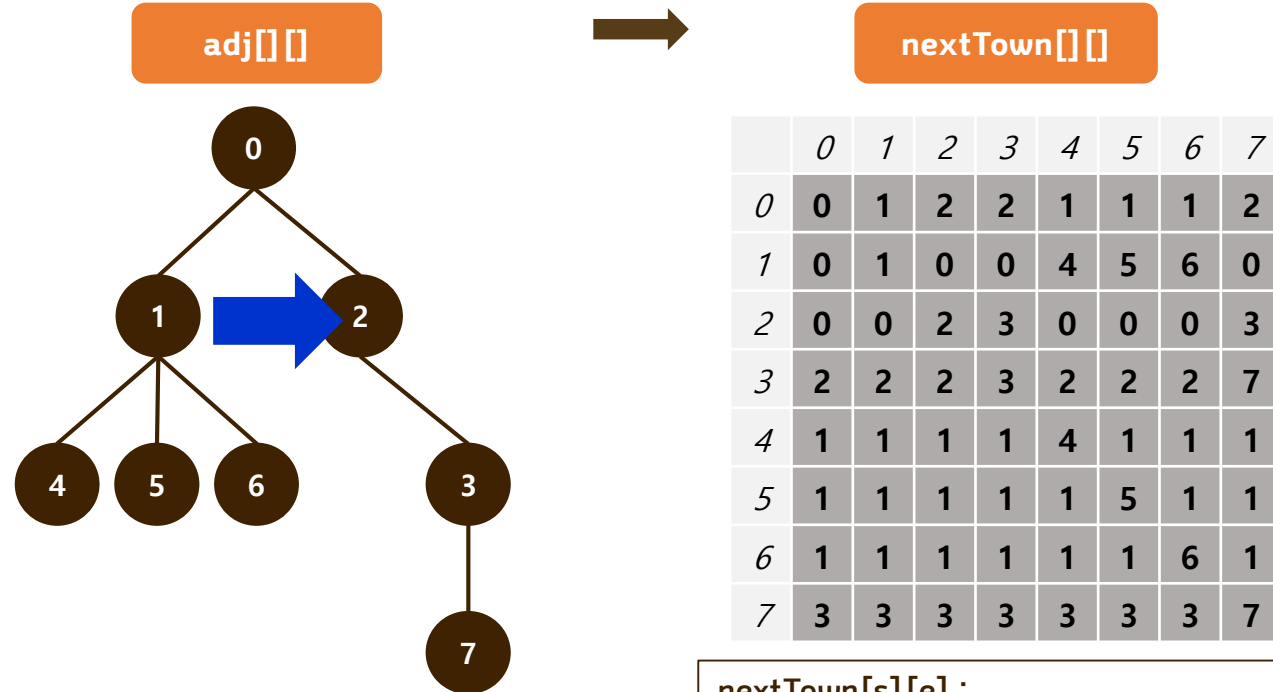 adj[][]
nextTown[][]
0
1
2
4
5
6
3
7
0 1 2 3 4 5 6 7
0 0 1 2 2 1 1 1 2
1 0 1 0 0 4 5 6 0
2 0 0 2 3 0 0 0 3
3 2 2 2 3 2 2 2 7
4 1 1 1 1 4 1 1 1
5 1 1 1 1 1 5 1 1
6 1 1 1 1 1 1 6 1
7 3 3 3 3 3 3 3 7
nextTown[s][e] :